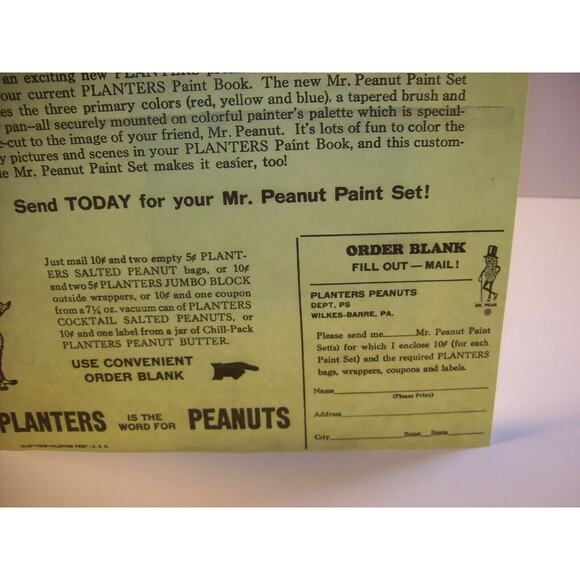 an exciting new PLANTERS
our current PLANTERS Paint Book. The new Mr. Peanut Paint Set
es the three primary colors (red, yellow and blue), a tapered brush and
pan—all securely mounted on colorful painter's palette which is special-
e-cut to the image of your friend, Mr. Peanut. It's lots of fun to color the
y pictures and scenes in your PLANTERS Paint Book, and this custom-
e Mr. Peanut Paint Set makes it easier, too!
Send TODAY for your Mr. Peanut Paint Set!
Just mail 10¢ and two empty 5¢ PLANT-
ERS SALTED PEANUT bags, or 10¢
and two 5¢ PLANTERS JUMBO BLOCK
outside wrappers, or 10¢ and one coupon
from a 7¼ oz. vacuum can of PLANTERS
COCKTAIL SALTED PEANUTS, or
10¢ and one label from a jar of Chill-Pack
PLANTERS PEANUT BUTTER.
USE CONVENIENT
ORDER BLANK
PLANTERS IS THE WORD FOR PEANUTS
PLANTERS PRINT - U. S. A.
ORDER BLANK
FILL OUT — MAIL!
MR. PEANUT
PLANTERS PEANUTS
DEPT. PS
WILKES-BARRE, PA.
Please send me____Mr. Peanut Paint
Set(s) for which I enclose 10¢ (for each
Paint Set) and the required PLANTERS
bags, wrappers, coupons and labels.
Name____
(Please Print)
Address____
City____Zone__State____